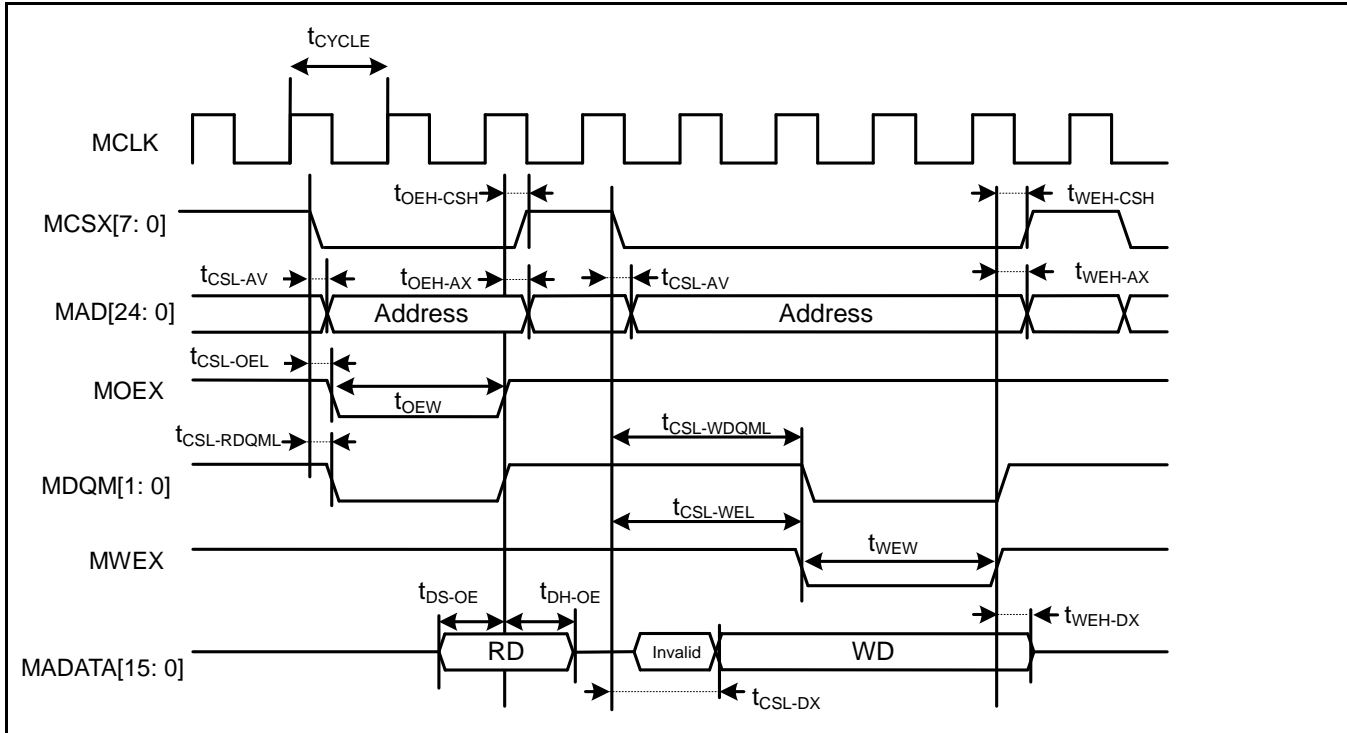 tCYCLE
MCLK
tOEH-CSH
tWEH-CSH
MCSX[7: 0]
tCSL-AV
tOEH-AX
tCSL-AV
tWEH-AX
MAD[24: 0]
Address
Address
tCSL-OEL
MOEX
tOEW
tCSL-RDQML
tCSL-WDQML
MDQM[1: 0]
tCSL-WEL
MWEX
tWEW
tDS-OE
tDH-OE
tWEH-DX
MADATA[15: 0]
RD
Invalid
WD
tCSL-DX